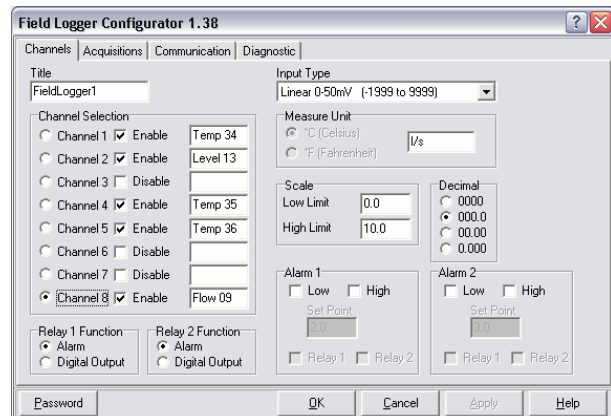 Field Logger Configurator 1.38
Channels Acquisitions Communication Diagnostic
Title
FieldLogger1
Input Type
Linear 0-50mV (-1999 to 9999)
Channel Selection
Channel 1 Enable Temp 34
Channel 2 Enable Level 13
Channel 3 Disable
Channel 4 Enable Temp 35
Channel 5 Enable Temp 36
Channel 6 Disable
Channel 7 Disable
Channel 8 Enable Flow 09
Measure Unit
°C (Celsius)
°F (Fahrenheit)
l/s
Scale
Low Limit 0.0
High Limit 10.0
Decimal
0000
000.0
00.00
0.000
Relay 1 Function
Alarm
Digital Output
Relay 2 Function
Alarm
Digital Output
Alarm 1
Low High
Set Point
2.0
Relay 1 Relay 2
Alarm 2
Low High
Set Point
3.0
Relay 1 Relay 2
Password OK Cancel Apply Help